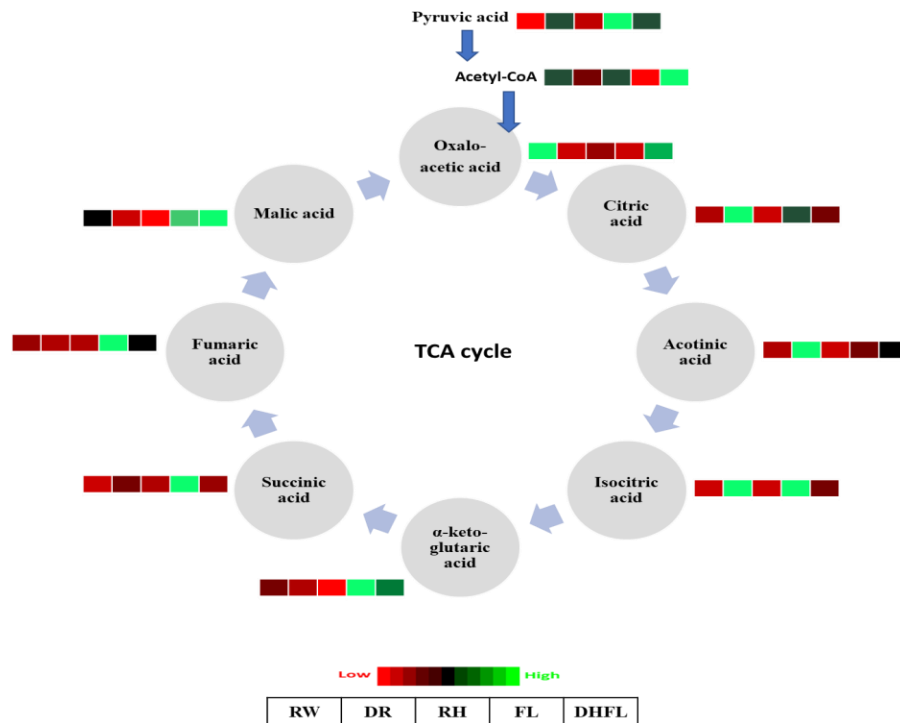 Pyruvic acid
Acetyl-CoA
Oxalo-
acetic acid
Citric
acid
Malic acid
Fumaric
acid
TCA cycle
Acotinic
acid
Succinic
acid
Isocitric
acid
α-keto-
glutaric
acid
Low High
RW DR RH FL DHFL